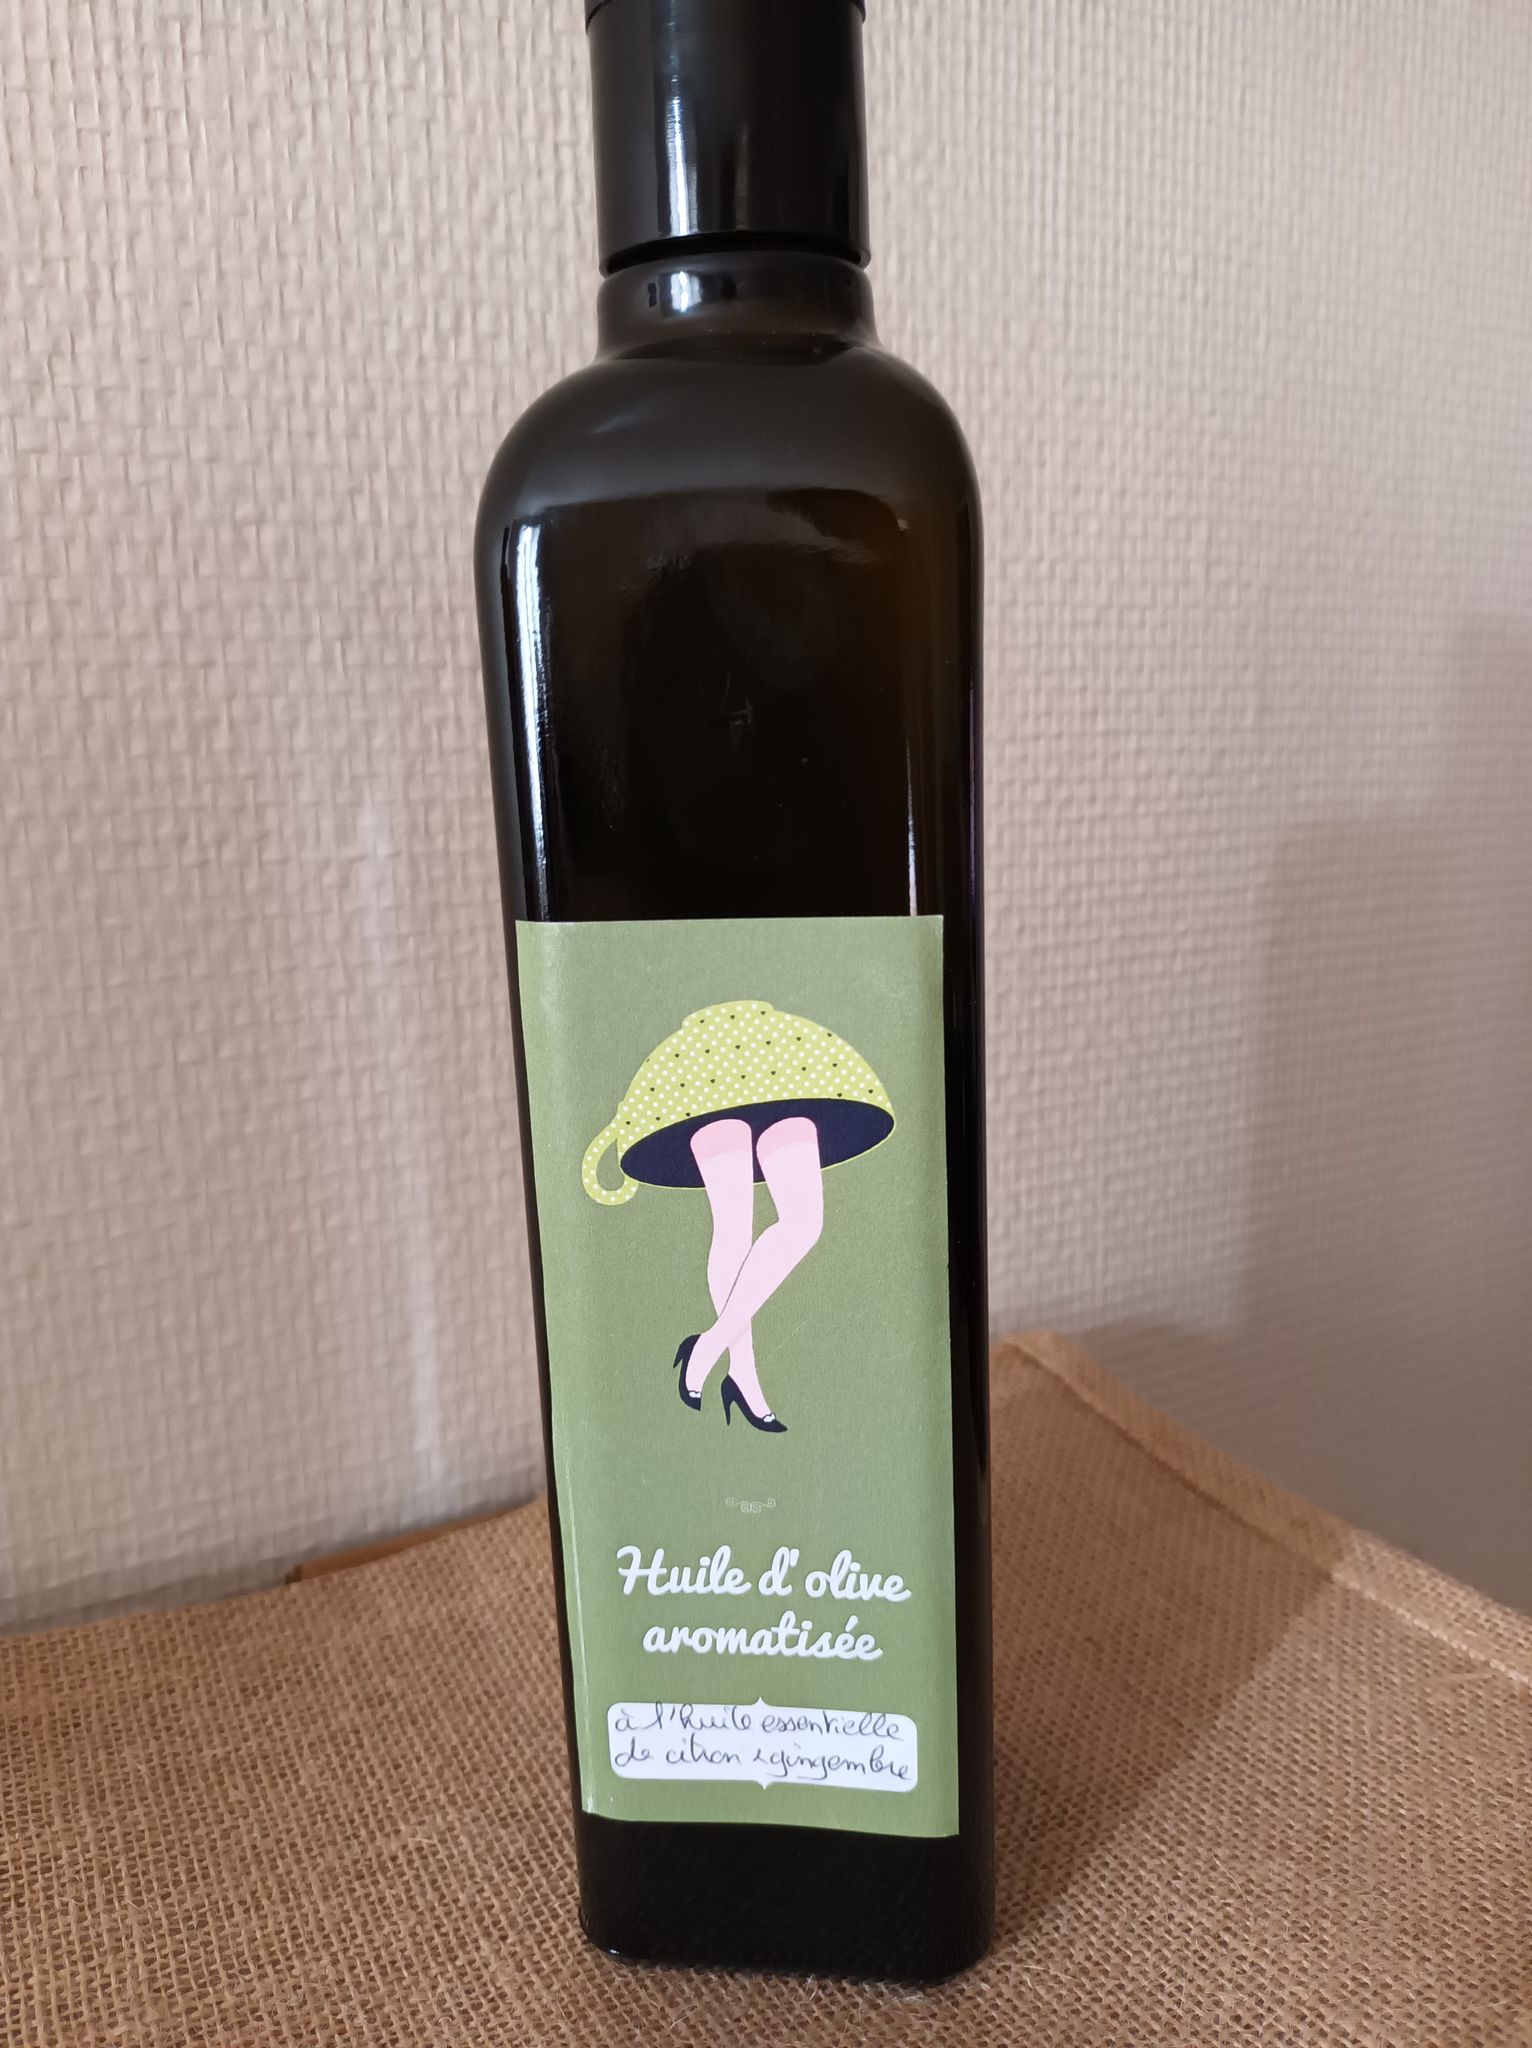 Huile d'olive
aromatisée
à l'huile essentielle
de citron & gingembre